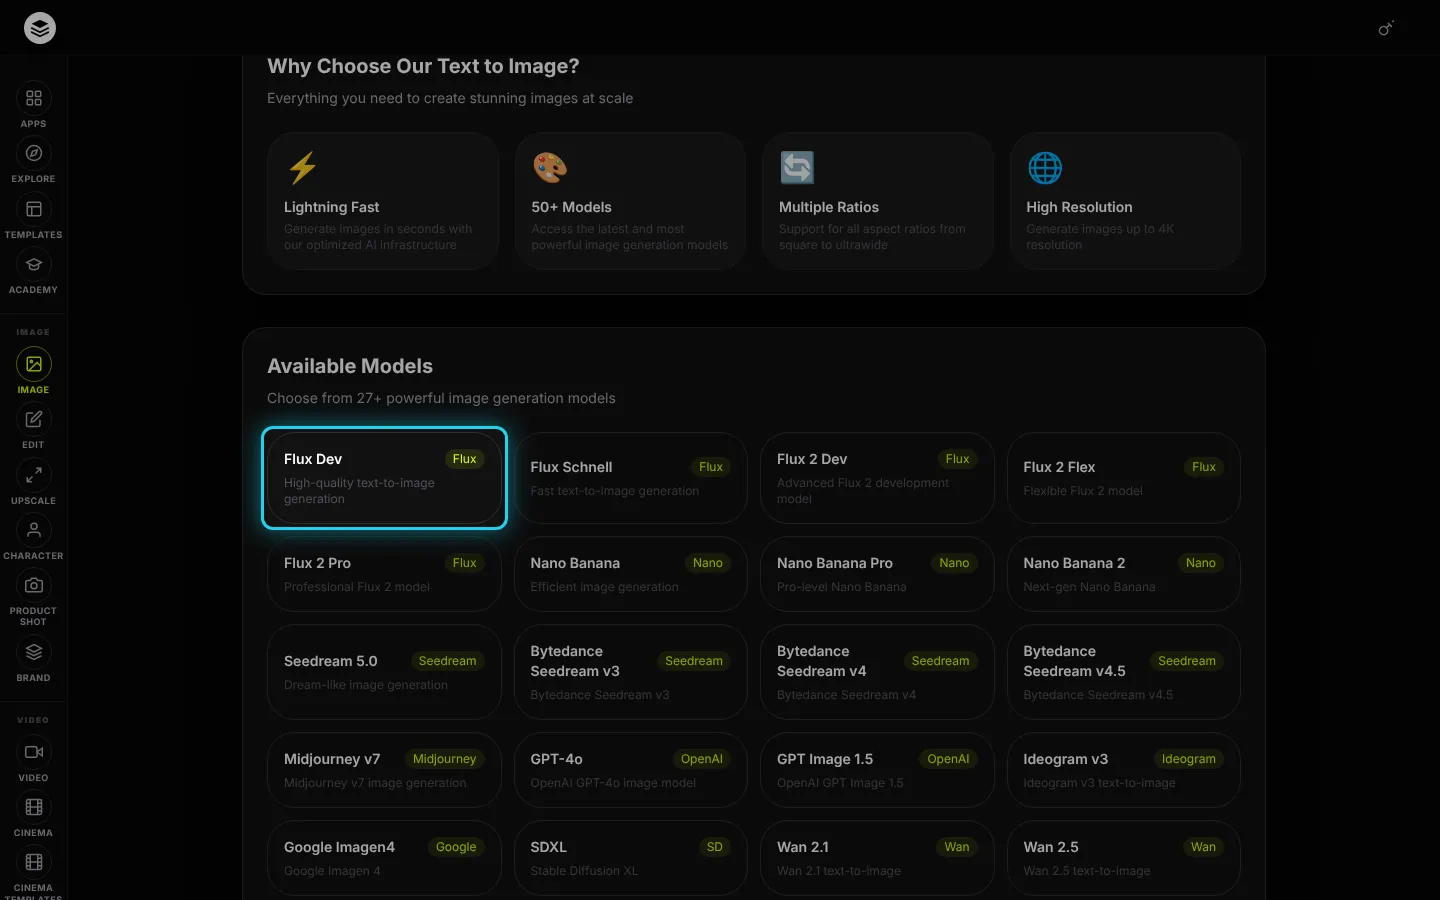 APPS
EXPLORE
TEMPLATES
ACADEMY
IMAGE
IMAGE
EDIT
UPSCALE
CHARACTER
PRODUCT
SHOT
BRAND
VIDEO
VIDEO
CINEMA
CINEMA
TEMPLATES
Why Choose Our Text to Image?
Everything you need to create stunning images at scale
Lightning Fast
Generate images in seconds with
our optimized AI infrastructure
50+ Models
Access the latest and most
powerful image generation models
Multiple Ratios
Support for all aspect ratios from
square to ultrawide
High Resolution
Generate images up to 4K
resolution
Available Models
Choose from 27+ powerful image generation models
Flux Dev
Flux
High-quality text-to-image
generation
Flux Schnell
Flux
Fast text-to-image generation
Flux 2 Dev
Flux
Advanced Flux 2 development
model
Flux 2 Flex
Flux
Flexible Flux 2 model
Flux 2 Pro
Flux
Professional Flux 2 model
Nano Banana
Nano
Efficient image generation
Nano Banana Pro
Nano
Pro-level Nano Banana
Nano Banana 2
Nano
Next-gen Nano Banana
Seedream 5.0
Seedream
Dream-like image generation
Bytedance
Seedream v3
Seedream
Bytedance Seedream v3
Bytedance
Seedream v4
Seedream
Bytedance Seedream v4
Bytedance
Seedream v4.5
Seedream
Bytedance Seedream v4.5
Midjourney v7
Midjourney
Midjourney v7 image generation
GPT-4o
OpenAI
OpenAI GPT-4o image model
GPT Image 1.5
OpenAI
OpenAI GPT Image 1.5
Ideogram v3
Ideogram
Ideogram v3 text-to-image
Google Imagen4
Google
Google Imagen 4
SDXL
SD
Stable Diffusion XL
Wan 2.1
Wan
Wan 2.1 text-to-image
Wan 2.5
Wan
Wan 2.5 text-to-image